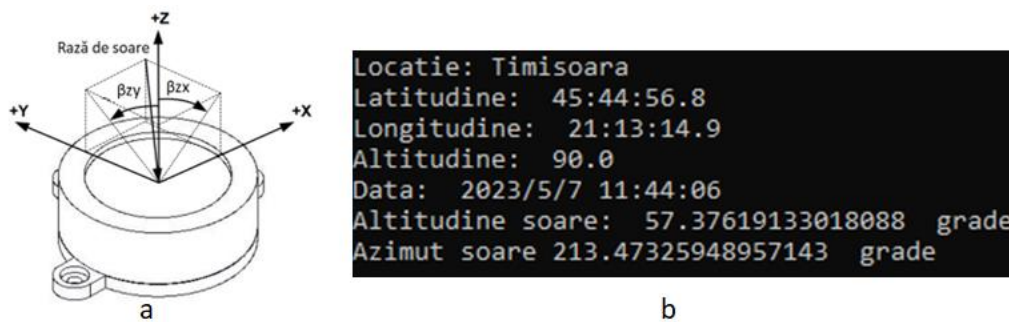 +Z
Rază de soare
βzy
βzx
+Y
+X
a
Locatie: Timisoara
Latitudine:  45:44:56.8
Longitudine:  21:13:14.9
Altitudine:  90.0
Data:  2023/5/7 11:44:06
Altitudine soare:  57.37619133018088  grade
Azimut soare 213.47325948957143  grade
b